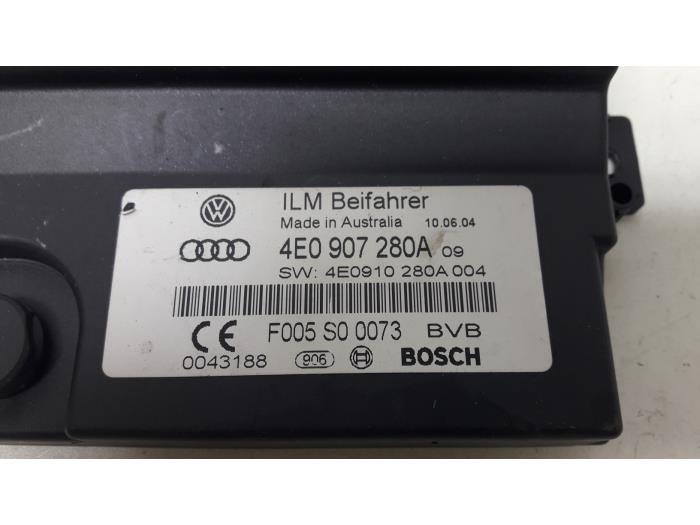 ILM Beifahrer
Made in Australia 10.06.04
4E0 907 280A 09
SW: 4E0910 280A 004
F005 S0 0073 BVB
CE
0043188 906 BOSCH